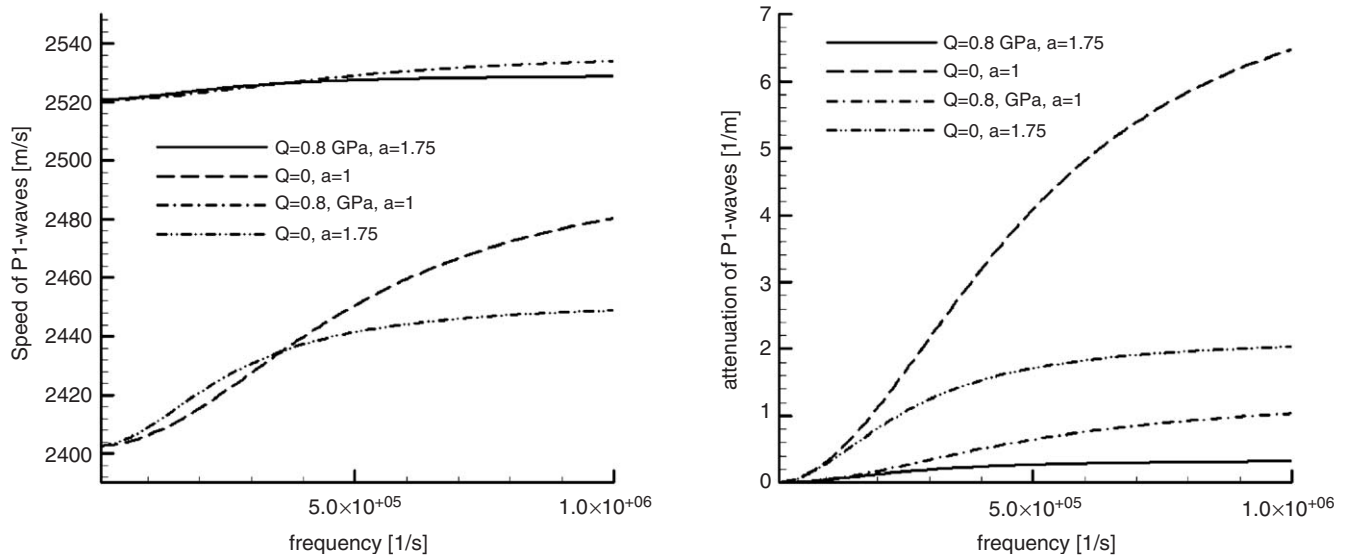 2540
2520
2500
2480
2460
2440
2420
2400
Speed of P1-waves [m/s]
Q=0.8 GPa, a=1.75
Q=0, a=1
Q=0.8, GPa, a=1
Q=0, a=1.75
5.0×10+05
1.0×10+06
frequency [1/s]
7
6
5
4
3
2
1
0
attenuation of P1-waves [1/m]
Q=0.8 GPa, a=1.75
Q=0, a=1
Q=0.8, GPa, a=1
Q=0, a=1.75
5.0×10+05
1.0×10+06
frequency [1/s]